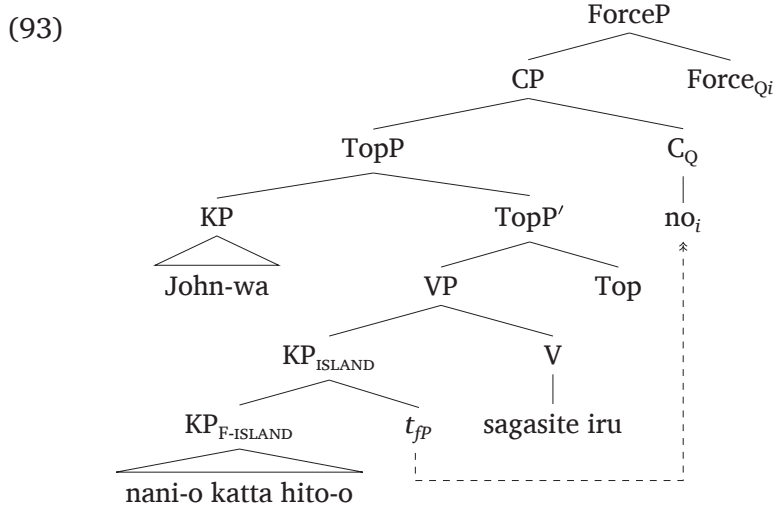 (93)
ForceP
CP Force_Qi
TopP C_Q
KP TopP′ no_i
John-wa VP Top
KP_ISLAND V
KP_F-ISLAND t_fP sagasite iru
nani-o katta hito-o